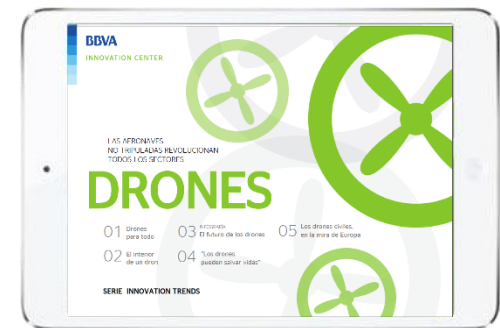 BBVA
INNOVATION CENTER
LAS AERONAVES
NO TRIPULADAS REVOLUCIONAN
TODOS LOS SECTORES
DRONES
01 Drones
para todo
02 El interior
de un dron
03 INFOGRAFÍA
El futuro de los drones
04 "Los drones
pueden salvar vidas"
05 Los drones civiles,
en la mira de Europa
SERIE INNOVATION TRENDS